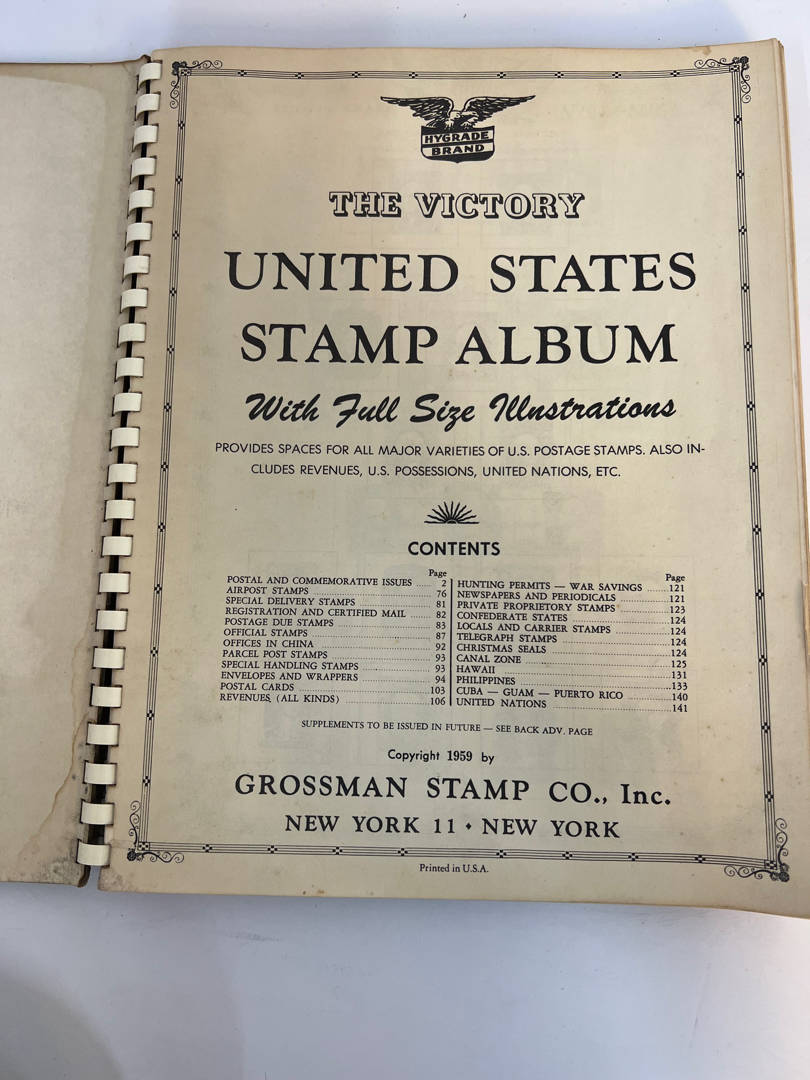 HYGRADE
BRAND
THE VICTORY
UNITED STATES
STAMP ALBUM
With Full Size Illnstrations
PROVIDES SPACES FOR ALL MAJOR VARIETIES OF U.S. POSTAGE STAMPS. ALSO IN-
CLUDES REVENUES, U.S. POSSESSIONS, UNITED NATIONS, ETC.
CONTENTS
Page
POSTAL AND COMMEMORATIVE ISSUES ..... 2
AIRPOST STAMPS ..... 76
SPECIAL DELIVERY STAMPS ..... 81
REGISTRATION AND CERTIFIED MAIL ..... 82
POSTAGE DUE STAMPS ..... 83
OFFICIAL STAMPS ..... 87
OFFICES IN CHINA ..... 92
PARCEL POST STAMPS ..... 93
SPECIAL HANDLING STAMPS ..... 93
ENVELOPES AND WRAPPERS ..... 94
POSTAL CARDS ..... 103
REVENUES, (ALL KINDS) ..... 106
Page
HUNTING PERMITS — WAR SAVINGS ..... 121
NEWSPAPERS AND PERIODICALS ..... 121
PRIVATE PROPRIETORY STAMPS ..... 123
CONFEDERATE STATES ..... 124
LOCALS AND CARRIER STAMPS ..... 124
TELEGRAPH STAMPS ..... 124
CHRISTMAS SEALS ..... 124
CANAL ZONE ..... 125
HAWAII ..... 131
PHILIPPINES ..... 133
CUBA — GUAM — PUERTO RICO ..... 140
UNITED NATIONS ..... 141
SUPPLEMENTS TO BE ISSUED IN FUTURE — SEE BACK ADV. PAGE
Copyright 1959 by
GROSSMAN STAMP CO., Inc.
NEW YORK 11 ♦ NEW YORK
Printed in U.S.A.